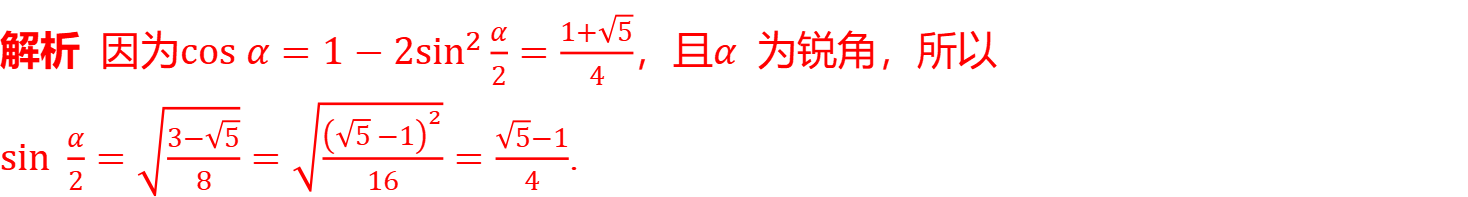 解析 因为cos α = 1 − 2sin² α/2 = (1+√5)/4，且α 为锐角，所以
sin α/2 = √((3−√5)/8) = √((√5−1)²/16) = (√5−1)/4.